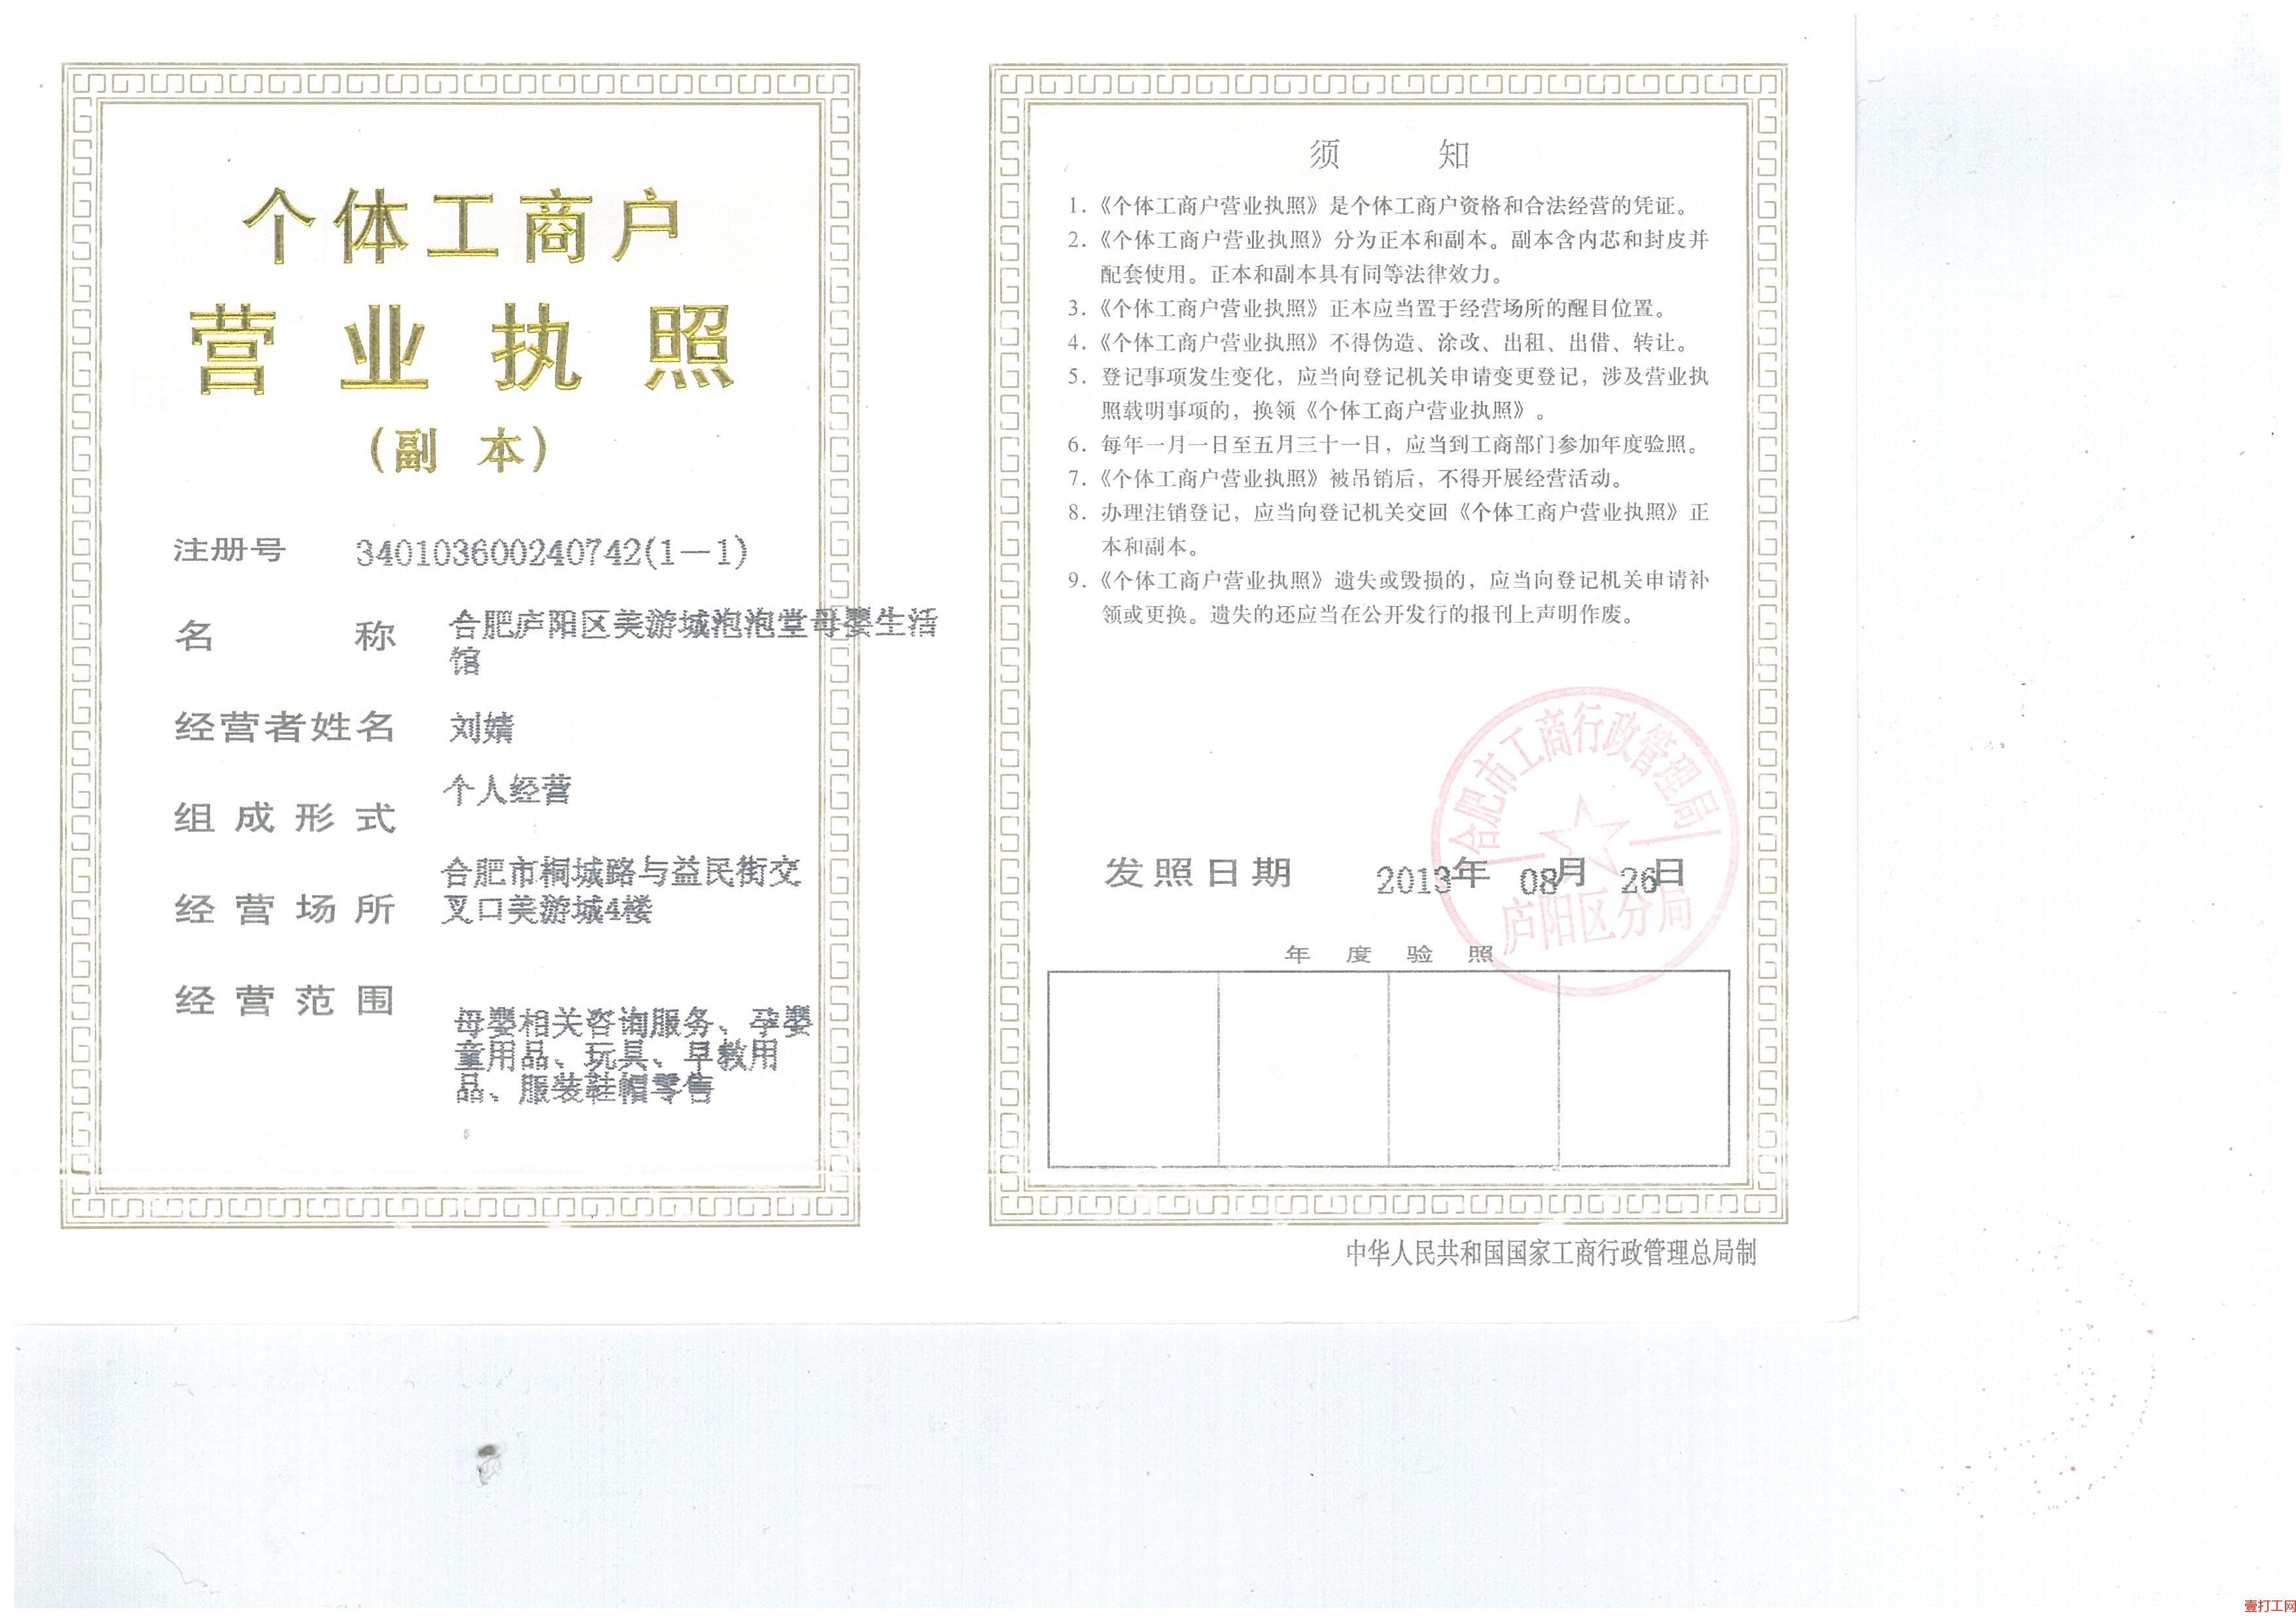 个体工商户
营业执照
(副 本)
注册号 340103600240742(1—1)
名 称 合肥庐阳区美游城泡泡堂母婴生活
馆
经营者姓名 刘婧
组成形式 个人经营
经营场所 合肥市桐城路与益民街交
叉口美游城4楼
经营范围
母婴相关咨询服务、孕婴
童用品、玩具、早教用
品、服装鞋帽零售
须 知
1.《个体工商户营业执照》是个体工商户资格和合法经营的凭证。
2.《个体工商户营业执照》分为正本和副本。副本含内芯和封皮并
配套使用。正本和副本具有同等法律效力。
3.《个体工商户营业执照》正本应当置于经营场所的醒目位置。
4.《个体工商户营业执照》不得伪造、涂改、出租、出借、转让。
5. 登记事项发生变化，应当向登记机关申请变更登记，涉及营业执
照载明事项的，换领《个体工商户营业执照》。
6. 每年一月一日至五月三十一日，应当到工商部门参加年度验照。
7.《个体工商户营业执照》被吊销后，不得开展经营活动。
8. 办理注销登记，应当向登记机关交回《个体工商户营业执照》正
本和副本。
9.《个体工商户营业执照》遗失或毁损的，应当向登记机关申请补
领或更换。遗失的还应当在公开发行的报刊上声明作废。
合肥市工商行政管理局
发照日期 2013年 08月 26日
庐阳区分局
年 度 验 照
中华人民共和国国家工商行政管理总局制
壹打工网